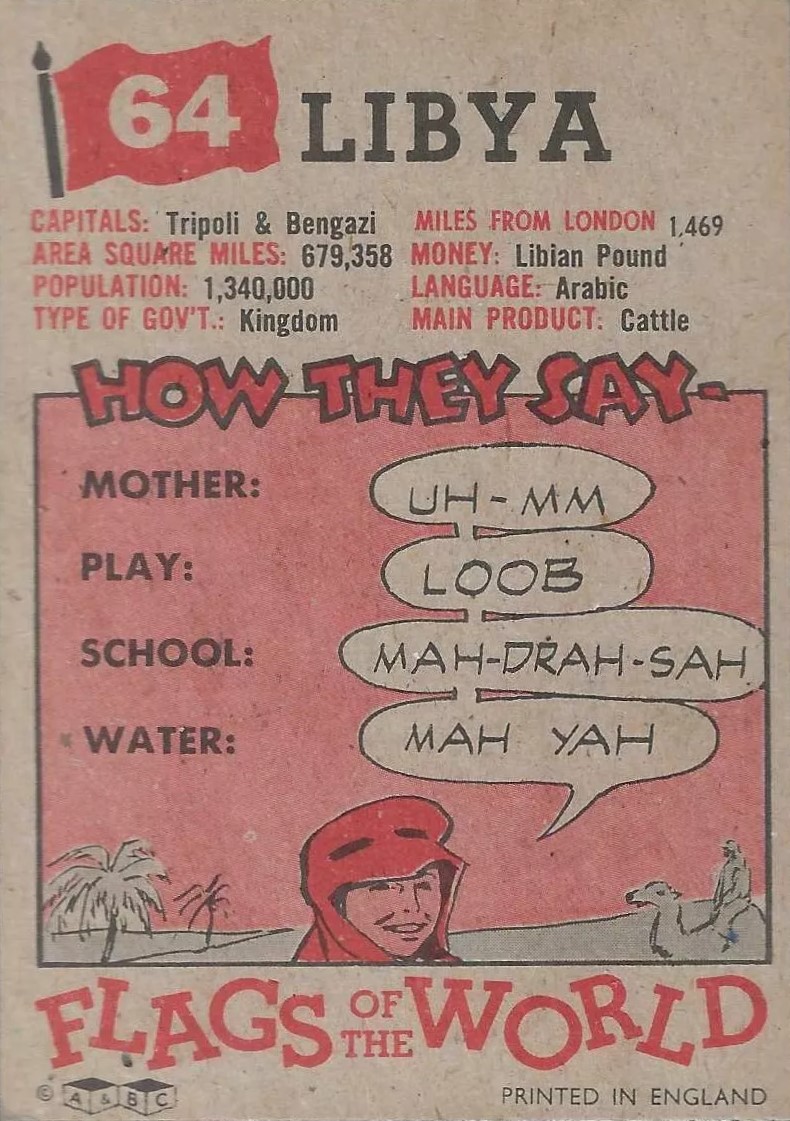 64 LIBYA
CAPITALS: Tripoli & Bengazi
AREA SQUARE MILES: 679,358
POPULATION: 1,340,000
TYPE OF GOV'T.: Kingdom
MILES FROM LONDON 1,469
MONEY: Libian Pound
LANGUAGE: Arabic
MAIN PRODUCT: Cattle
HOW THEY SAY-
MOTHER: UH-MM
PLAY: LOOB
SCHOOL: MAH-DRAH-SAH
WATER: MAH YAH
FLAGS OF THE WORLD
© A & B C PRINTED IN ENGLAND